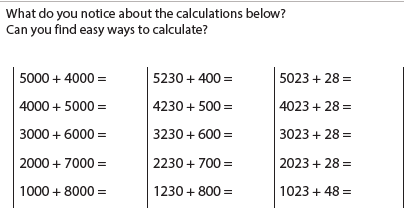 What do you notice about the calculations below?
Can you find easy ways to calculate?
5000 + 4000 =
4000 + 5000 =
3000 + 6000 =
2000 + 7000 =
1000 + 8000 =
5230 + 400 =
4230 + 500 =
3230 + 600 =
2230 + 700 =
1230 + 800 =
5023 + 28 =
4023 + 28 =
3023 + 28 =
2023 + 28 =
1023 + 48 =